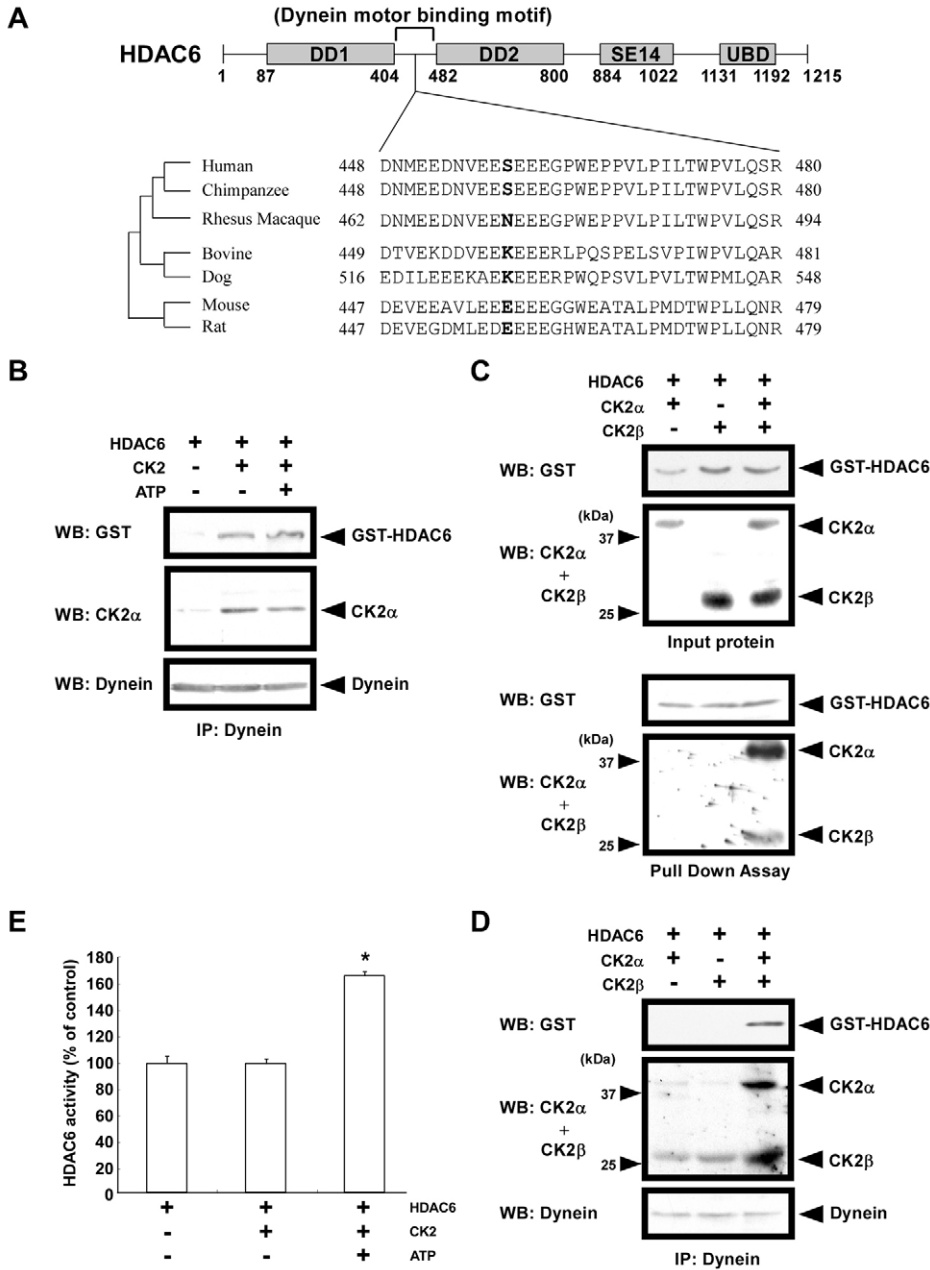 A
(Dynein motor binding motif)
HDAC6 DD1 DD2 SE14 UBD
1 87 404 482 800 884 1022 1131 1192 1215
Human 448 DNMEEDNVEESEEEGPWEPPVLPILTWPVLQSR 480
Chimpanzee 448 DNMEEDNVEESEEEGPWEPPVLPILTWPVLQSR 480
Rhesus Macaque 462 DNMEEDNVEENEEEGPWEPPVLPILTWPVLQSR 494
Bovine 449 DTVEKDDVEEKEEERLPQSPELSVPIWPVLQSR 481
Dog 516 EDILEEEKAEKEEERPWQPSVLPVLTWPMLQAR 548
Mouse 447 DEVEEAVLEEEEEEGGWEATALPMDTWPLLQNR 479
Rat 447 DEVEGDMLEDEEEEGHWEATALPMDTWPLLQNR 479
B
HDAC6 + + +
CK2 - + +
ATP - - +
WB: GST GST-HDAC6
WB: CK2α CK2α
WB: Dynein Dynein
IP: Dynein
C
HDAC6 + + +
CK2α + - +
CK2β - + +
WB: GST GST-HDAC6
(kDa)
37
25
WB: CK2α
+
CK2β
CK2α
CK2β
Input protein
WB: GST GST-HDAC6
(kDa)
37
25
WB: CK2α
+
CK2β
CK2α
CK2β
Pull Down Assay
E
HDAC6 activity (% of control)
180
160
140
120
100
80
60
40
20
0
*
+ + + HDAC6
- + + CK2
- - + ATP
D
HDAC6 + + +
CK2α + - +
CK2β - + +
WB: GST GST-HDAC6
(kDa)
37
25
WB: CK2α
+
CK2β
CK2α
CK2β
WB: Dynein Dynein
IP: Dynein